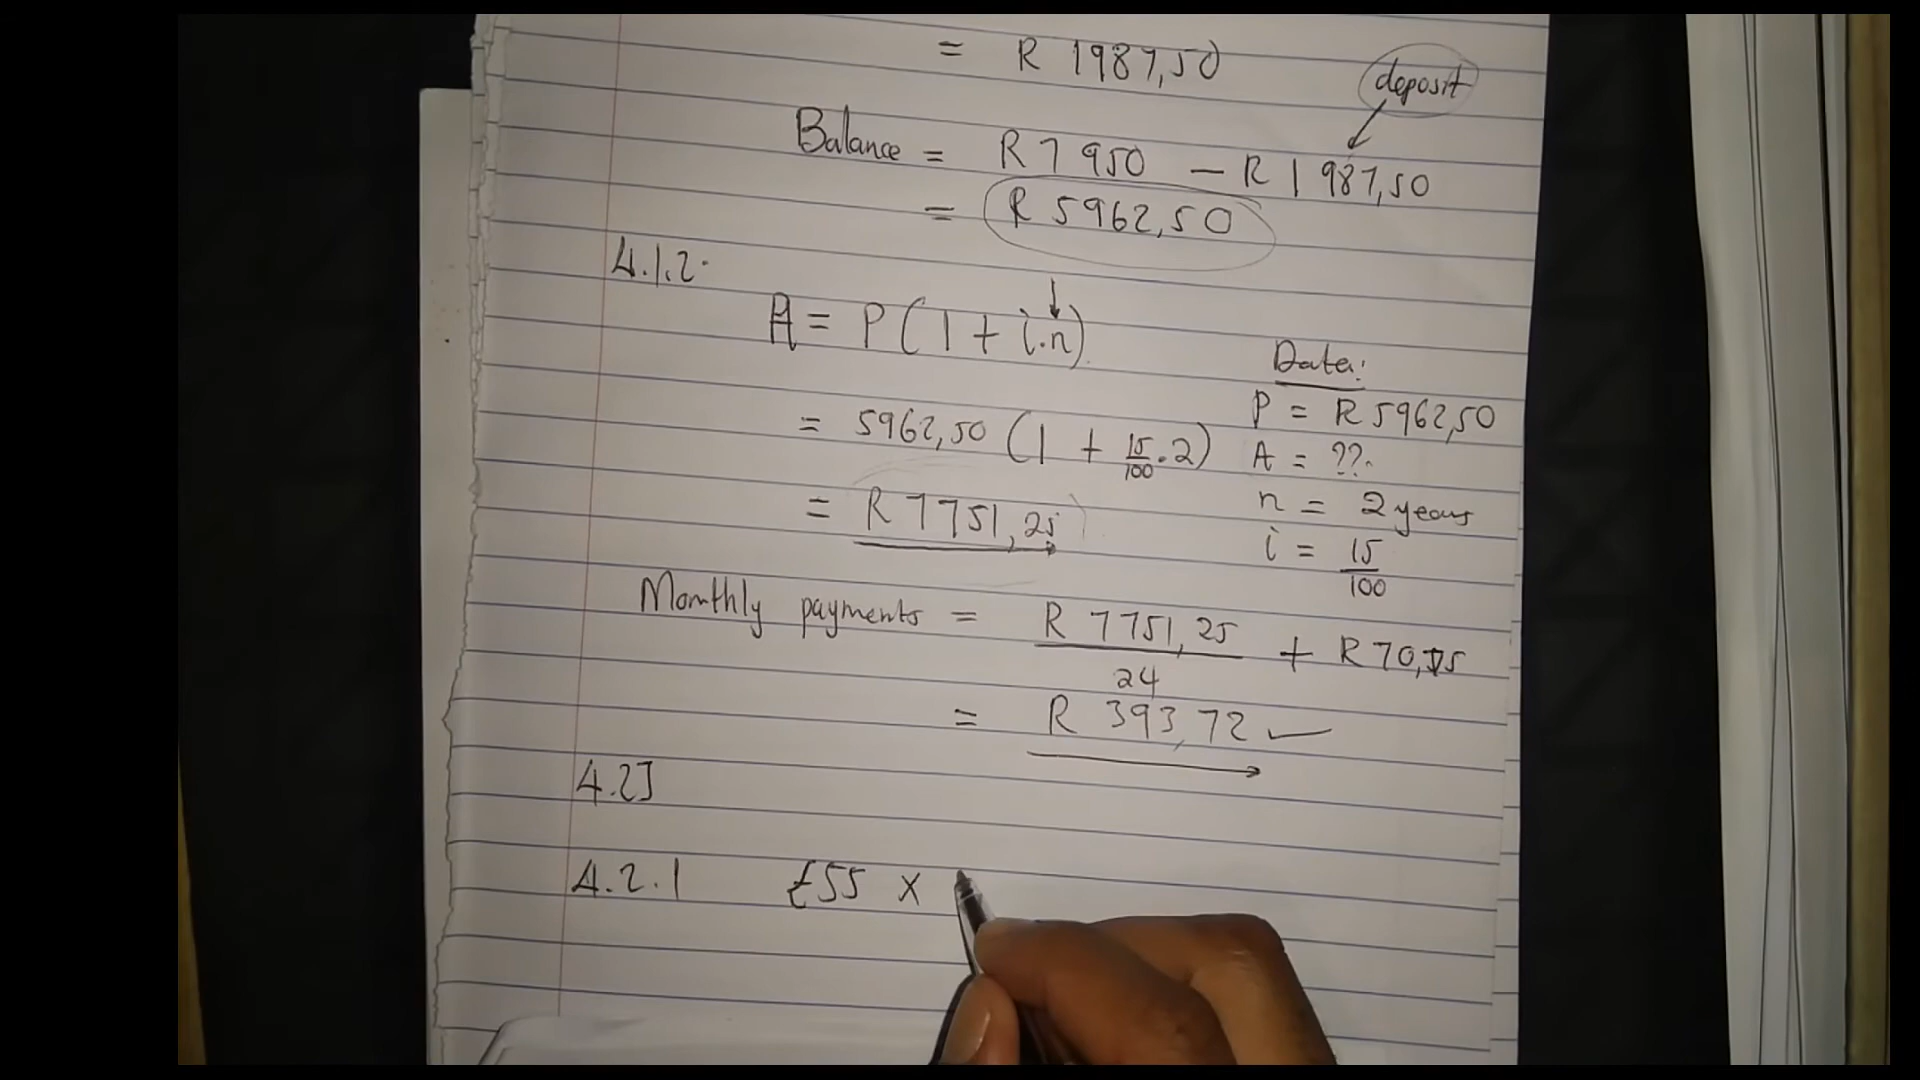 = R 1987,50
deposit
Balance = R 7 950 – R 1 987,50
= R 5962,50
4.1.2.
A = P(1 + i.n)
Data:
P = R 5962,50
= 5962,50 (1 + 15/100 . 2)
A = ??.
= R 7751,25
n = 2 years
i = 15/100
Monthly payments = R 7751,25 / 24 + R 70,75
= R 393,72 ✓
4.2]
4.2.1 £55 x